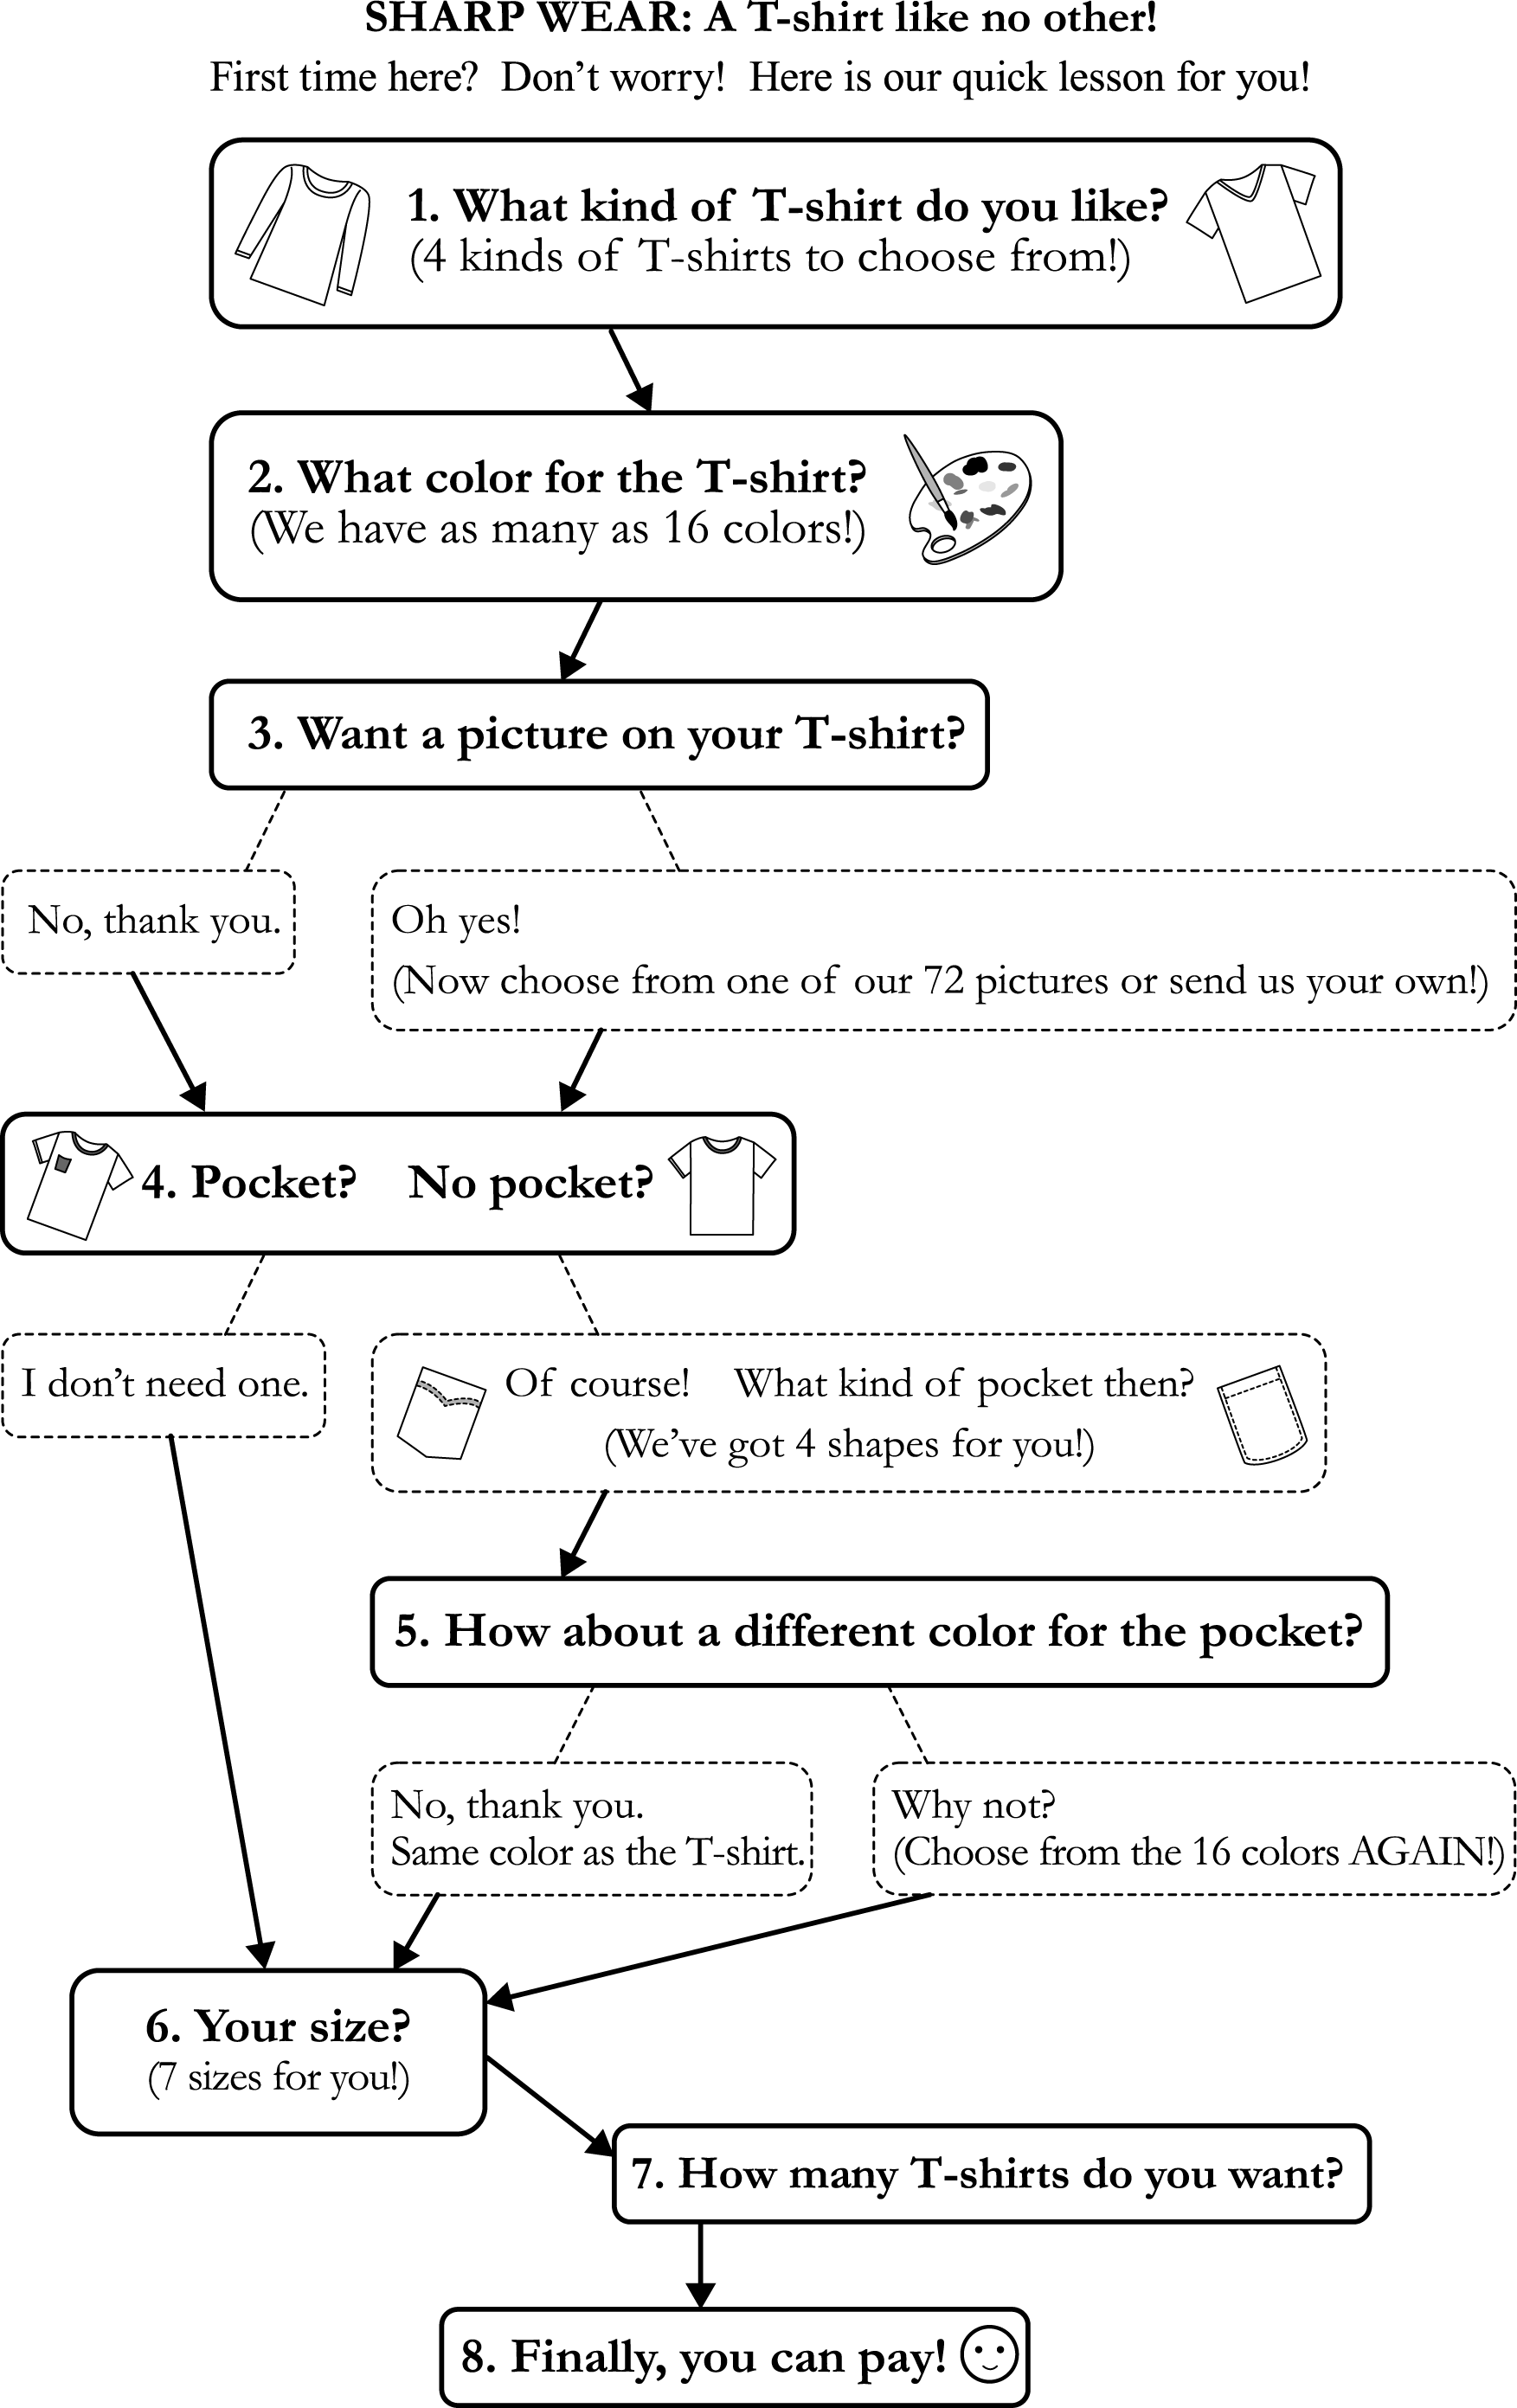 SHARP WEAR: A T-shirt like no other!
First time here? Don't worry! Here is our quick lesson for you!
1. What kind of T-shirt do you like?
(4 kinds of T-shirts to choose from!)
2. What color for the T-shirt?
(We have as many as 16 colors!)
3. Want a picture on your T-shirt?
No, thank you.
Oh yes!
(Now choose from one of our 72 pictures or send us your own!)
4. Pocket? No pocket?
I don't need one.
Of course! What kind of pocket then?
(We've got 4 shapes for you!)
5. How about a different color for the pocket?
No, thank you.
Same color as the T-shirt.
Why not?
(Choose from the 16 colors AGAIN!)
6. Your size?
(7 sizes for you!)
7. How many T-shirts do you want?
8. Finally, you can pay!